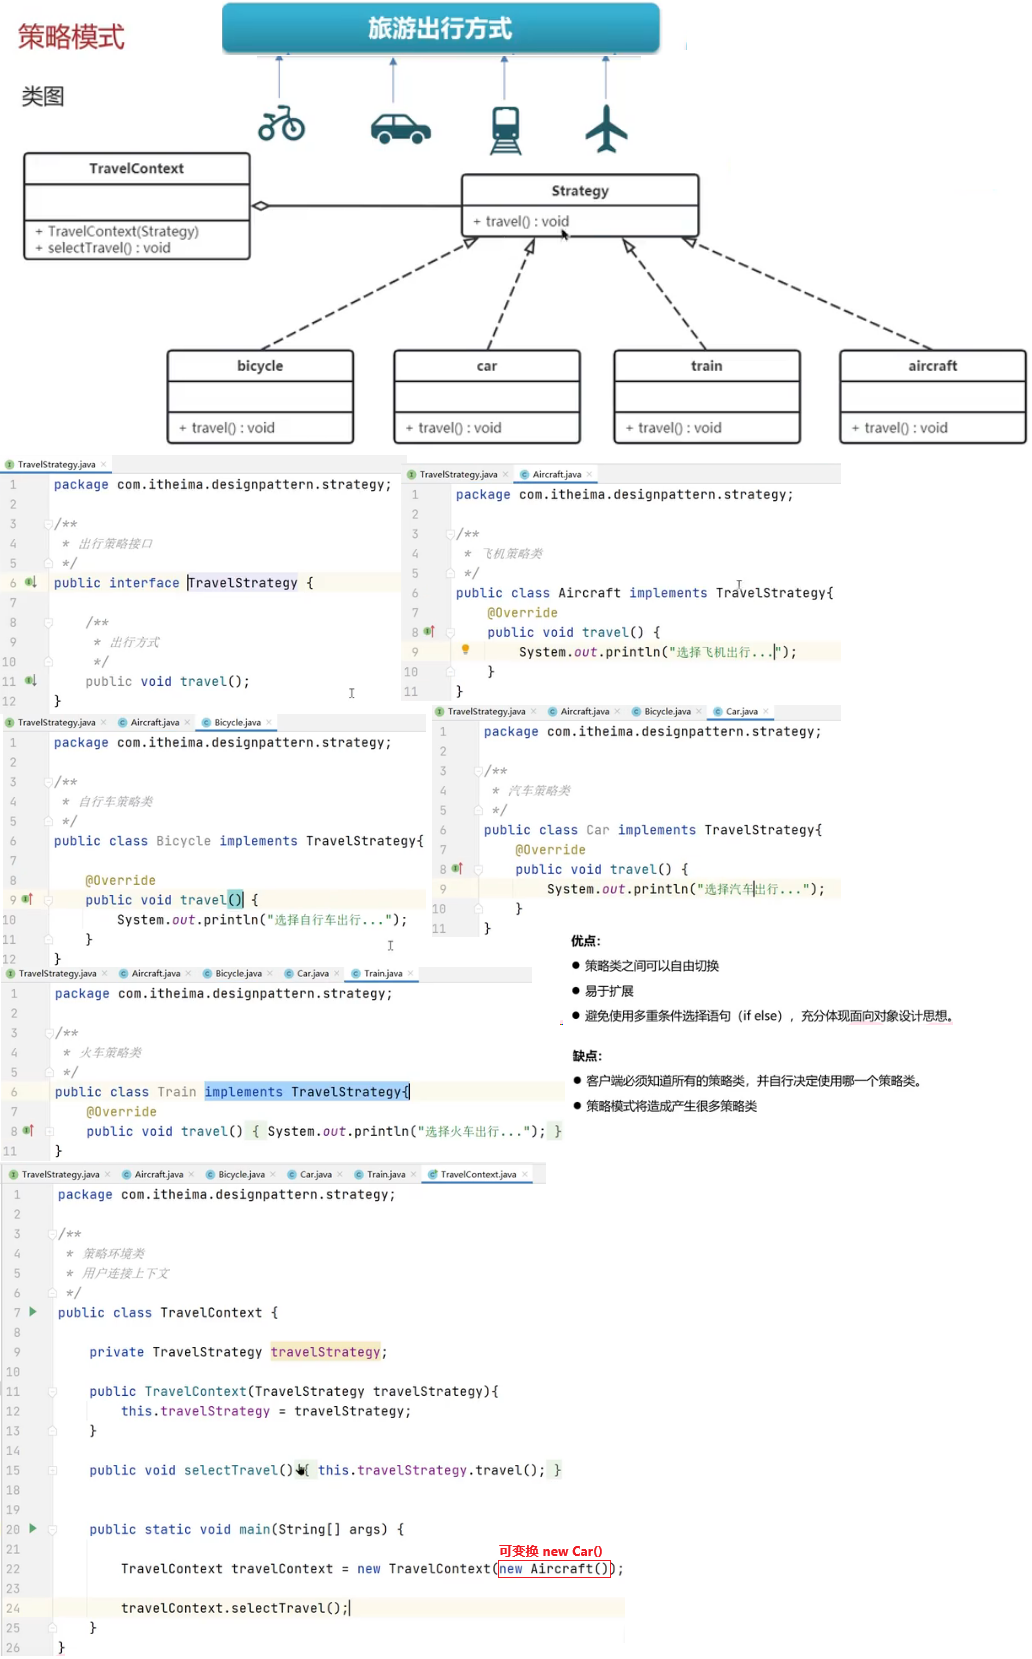 策略模式
旅游出行方式
类图
TravelContext
+ TravelContext(Strategy)
+ selectTravel() : void
Strategy
+ travel() : void
bicycle
+ travel() : void
car
+ travel() : void
train
+ travel() : void
aircraft
+ travel() : void
TravelStrategy.java
1 package com.itheima.designpattern.strategy;
2
3 /**
4 * 出行策略接口
5 */
6 public interface TravelStrategy {
7
8 /**
9 * 出行方式
10 */
11 public void travel();
12 }
TravelStrategy.java Aircraft.java
1 package com.itheima.designpattern.strategy;
2
3 /**
4 * 飞机策略类
5 */
6 public class Aircraft implements TravelStrategy{
7 @Override
8 public void travel() {
9 System.out.println("选择飞机出行...");
10 }
11 }
TravelStrategy.java Aircraft.java Bicycle.java
1 package com.itheima.designpattern.strategy;
2
3 /**
4 * 自行车策略类
5 */
6 public class Bicycle implements TravelStrategy{
7
8 @Override
9 public void travel() {
10 System.out.println("选择自行车出行...");
11 }
12 }
TravelStrategy.java Aircraft.java Bicycle.java Car.java
1 package com.itheima.designpattern.strategy;
2
3 /**
4 * 汽车策略类
5 */
6 public class Car implements TravelStrategy{
7 @Override
8 public void travel() {
9 System.out.println("选择汽车出行...");
10 }
11 }
优点：
● 策略类之间可以自由切换
● 易于扩展
● 避免使用多重条件选择语句（if else），充分体现面向对象设计思想。
缺点：
● 客户端必须知道所有的策略类，并自行决定使用哪一个策略类。
● 策略模式将造成产生很多策略类
TravelStrategy.java Aircraft.java Bicycle.java Car.java Train.java
1 package com.itheima.designpattern.strategy;
2
3 /**
4 * 火车策略类
5 */
6 public class Train implements TravelStrategy{
7 @Override
8 public void travel() { System.out.println("选择火车出行..."); }
11 }
TravelStrategy.java Aircraft.java Bicycle.java Car.java Train.java TravelContext.java
1 package com.itheima.designpattern.strategy;
2
3 /**
4 * 策略环境类
5 * 用户连接上下文
6 */
7 public class TravelContext {
8
9 private TravelStrategy travelStrategy;
10
11 public TravelContext(TravelStrategy travelStrategy){
12 this.travelStrategy = travelStrategy;
13 }
14
15 public void selectTravel() { this.travelStrategy.travel(); }
18
19
20 public static void main(String[] args) {
21
可变换 new Car()
22 TravelContext travelContext = new TravelContext(new Aircraft());
23
24 travelContext.selectTravel();
25 }
26 }